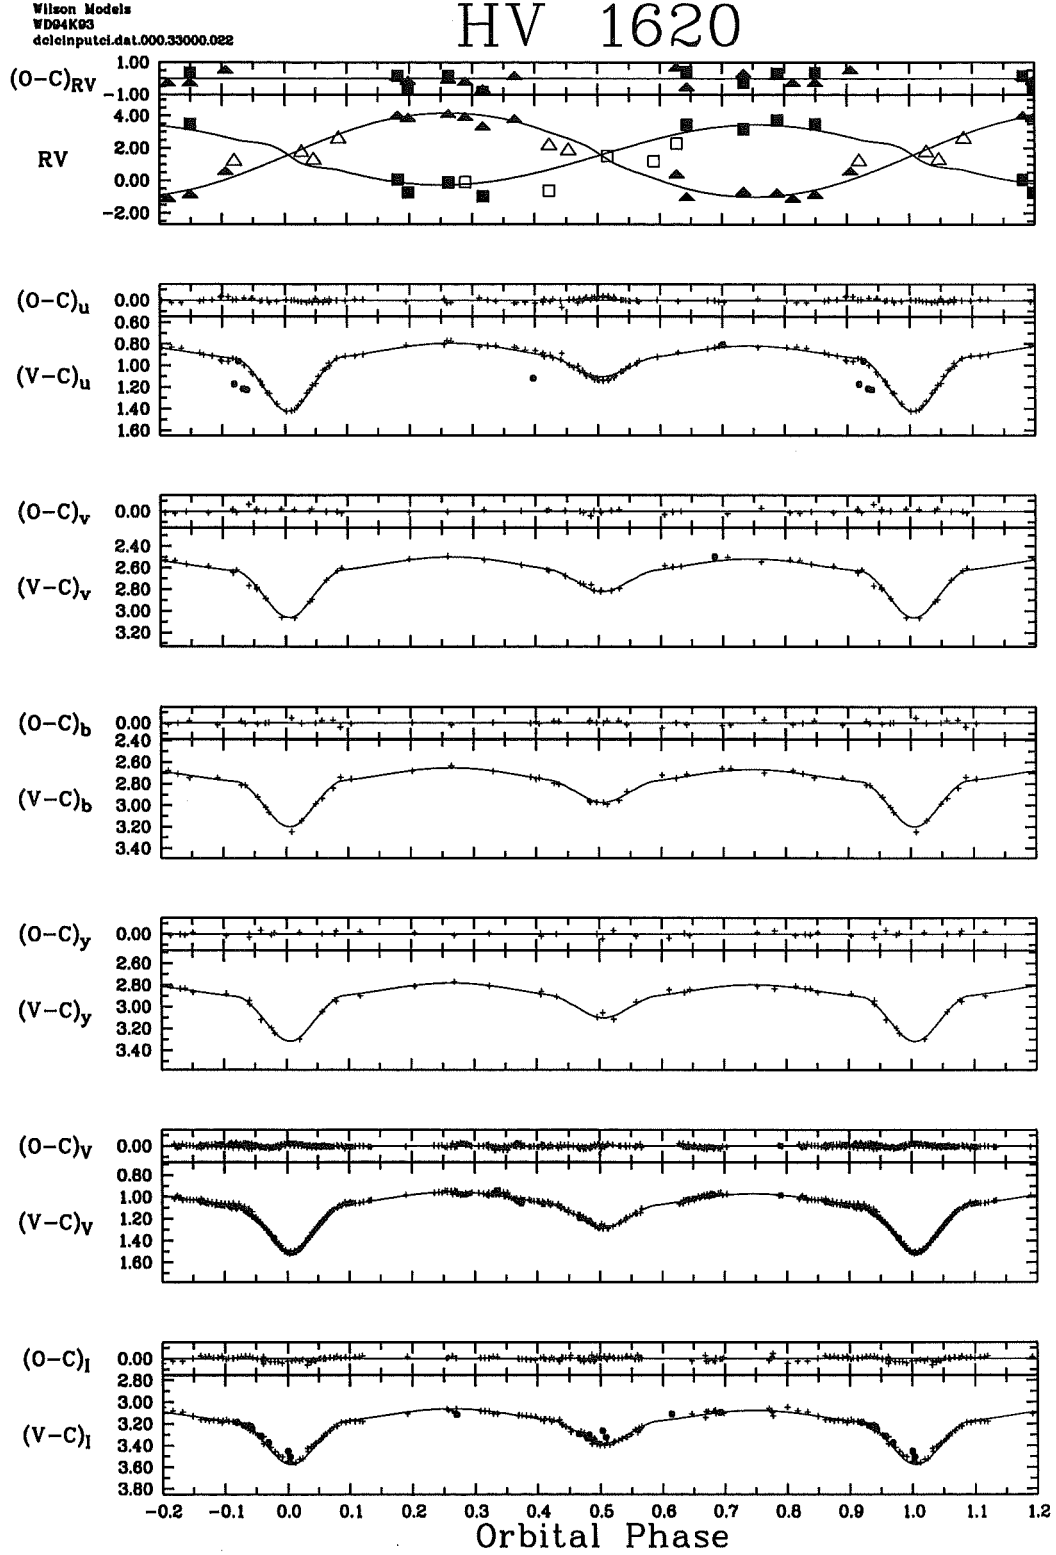 Wilson Models
WD94K93
dclcinputci.dat.000.33000.022
HV 1620
(O−C)RV
1.00
−1.00
RV
4.00
2.00
0.00
−2.00
(O−C)u
0.00
(V−C)u
0.60
0.80
1.00
1.20
1.40
1.60
(O−C)v
0.00
(V−C)v
2.40
2.60
2.80
3.00
3.20
(O−C)b
0.00
(V−C)b
2.40
2.60
2.80
3.00
3.20
3.40
(O−C)y
0.00
(V−C)y
2.60
2.80
3.00
3.20
3.40
(O−C)V
0.00
(V−C)V
0.80
1.00
1.20
1.40
1.60
(O−C)I
0.00
(V−C)I
2.80
3.00
3.20
3.40
3.60
3.80
−0.2 −0.1 0.0 0.1 0.2 0.3 0.4 0.5 0.6 0.7 0.8 0.9 1.0 1.1 1.2
Orbital Phase